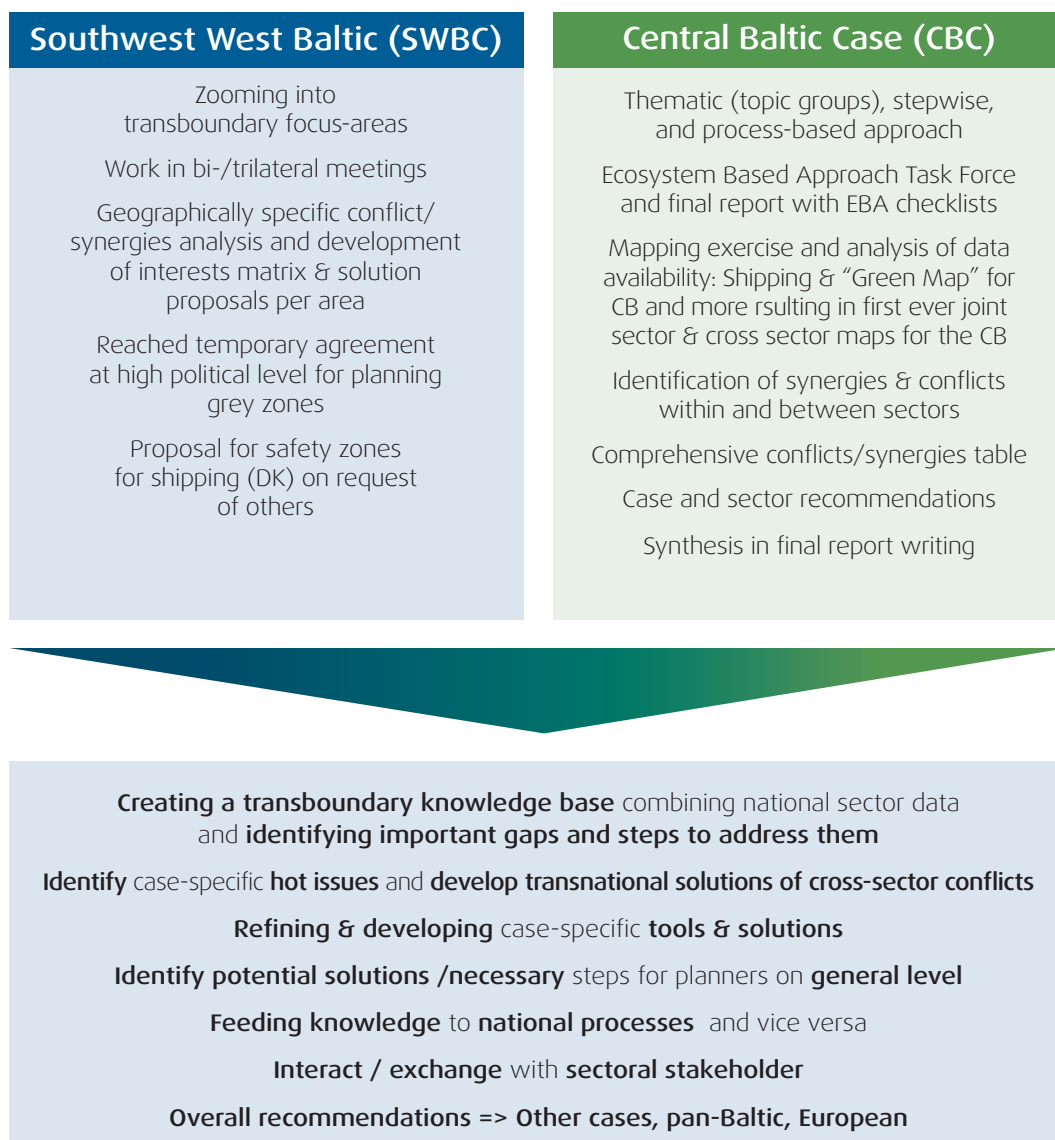 Southwest West Baltic (SWBC)
Zooming into
transboundary focus-areas
Work in bi-/trilateral meetings
Geographically specific conflict/
synergies analysis and development
of interests matrix & solution
proposals per area
Reached temporary agreement
at high political level for planning
grey zones
Proposal for safety zones
for shipping (DK) on request
of others
Central Baltic Case (CBC)
Thematic (topic groups), stepwise,
and process-based approach
Ecosystem Based Approach Task Force
and final report with EBA checklists
Mapping exercise and analysis of data
availability: Shipping & “Green Map” for
CB and more rsulting in first ever joint
sector & cross sector maps for the CB
Identification of synergies & conflicts
within and between sectors
Comprehensive conflicts/synergies table
Case and sector recommendations
Synthesis in final report writing
Creating a transboundary knowledge base combining national sector data
and identifying important gaps and steps to address them
Identify case-specific hot issues and develop transnational solutions of cross-sector conflicts
Refining & developing case-specific tools & solutions
Identify potential solutions /necessary steps for planners on general level
Feeding knowledge to national processes and vice versa
Interact / exchange with sectoral stakeholder
Overall recommendations => Other cases, pan-Baltic, European